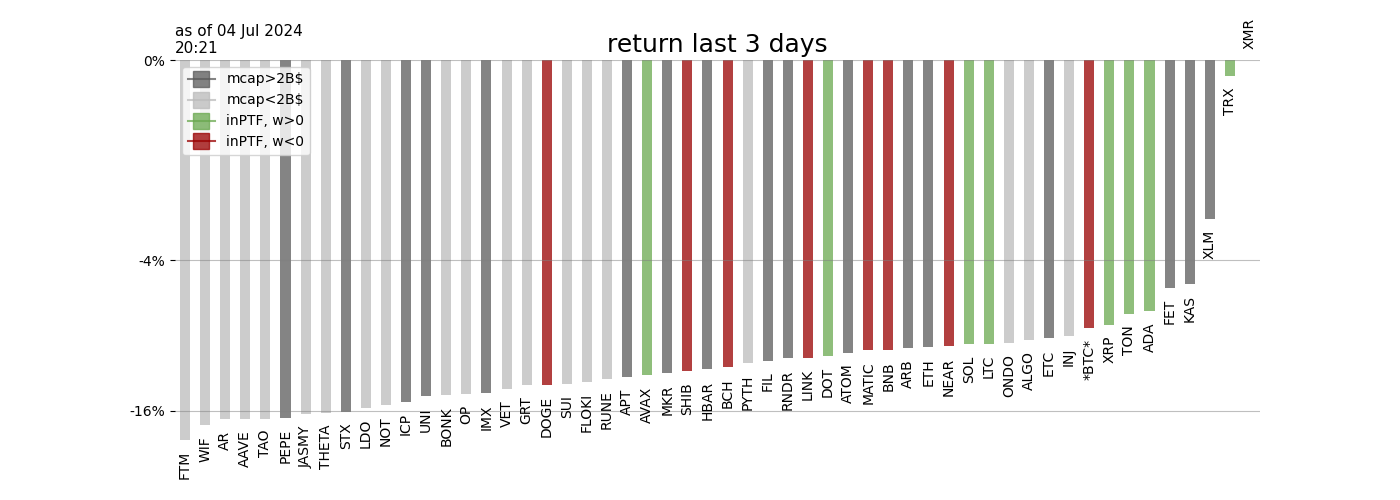 as of 04 Jul 2024
20:21
return last 3 days
XMR
0%
mcap>2B$
mcap<2B$
inPTF, w>0
inPTF, w<0
TRX
-4%
XLM
-16%
FTM
WIF
AR
AAVE
TAO
PEPE
JASMY
THETA
STX
LDO
NOT
ICP
UNI
BONK
OP
IMX
VET
GRT
DOGE
SUI
FLOKI
RUNE
APT
AVAX
MKR
SHIB
HBAR
BCH
PYTH
FIL
RNDR
LINK
DOT
ATOM
MATIC
BNB
ARB
ETH
NEAR
SOL
LTC
ONDO
ALGO
ETC
INJ
*BTC*
XRP
TON
ADA
FET
KAS